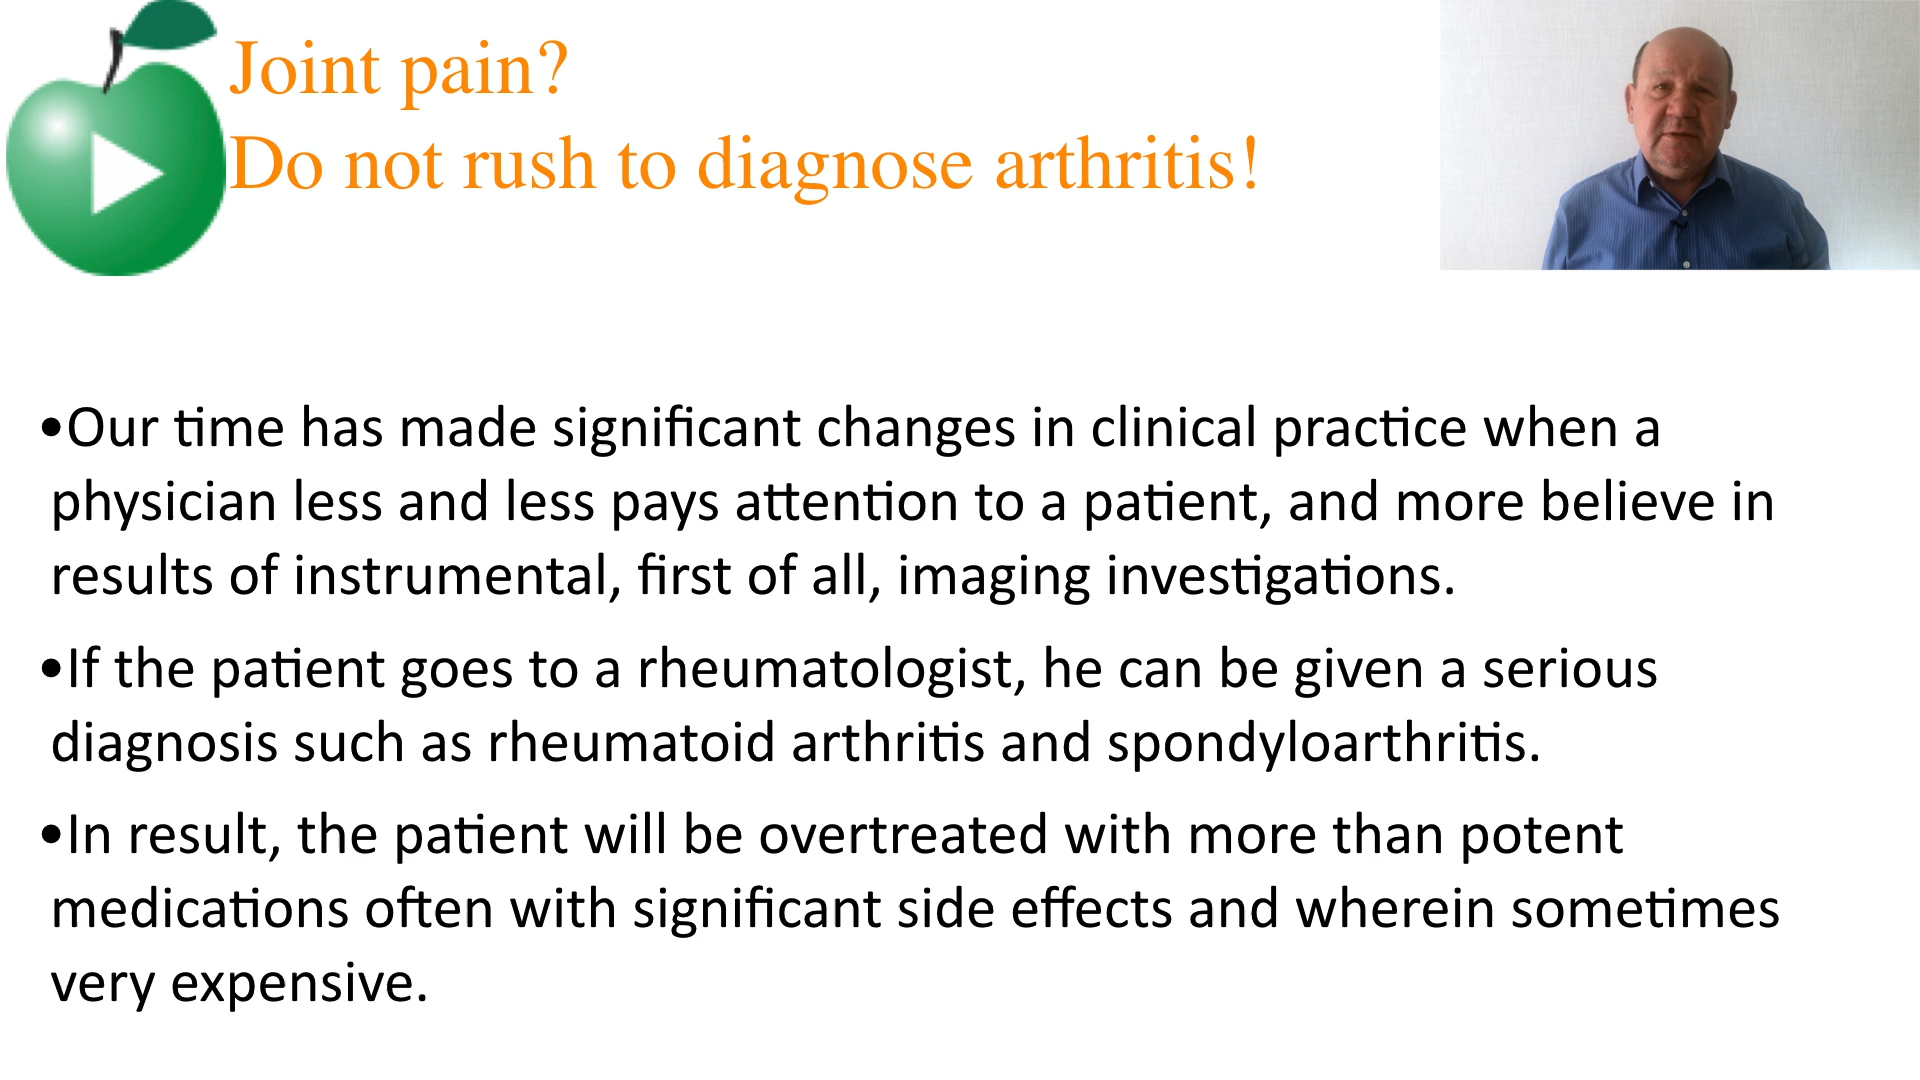 Joint pain?
Do not rush to diagnose arthritis!
•Our time has made significant changes in clinical practice when a
physician less and less pays attention to a patient, and more believe in
results of instrumental, first of all, imaging investigations.
•If the patient goes to a rheumatologist, he can be given a serious
diagnosis such as rheumatoid arthritis and spondyloarthritis.
•In result, the patient will be overtreated with more than potent
medications often with significant side effects and wherein sometimes
very expensive.